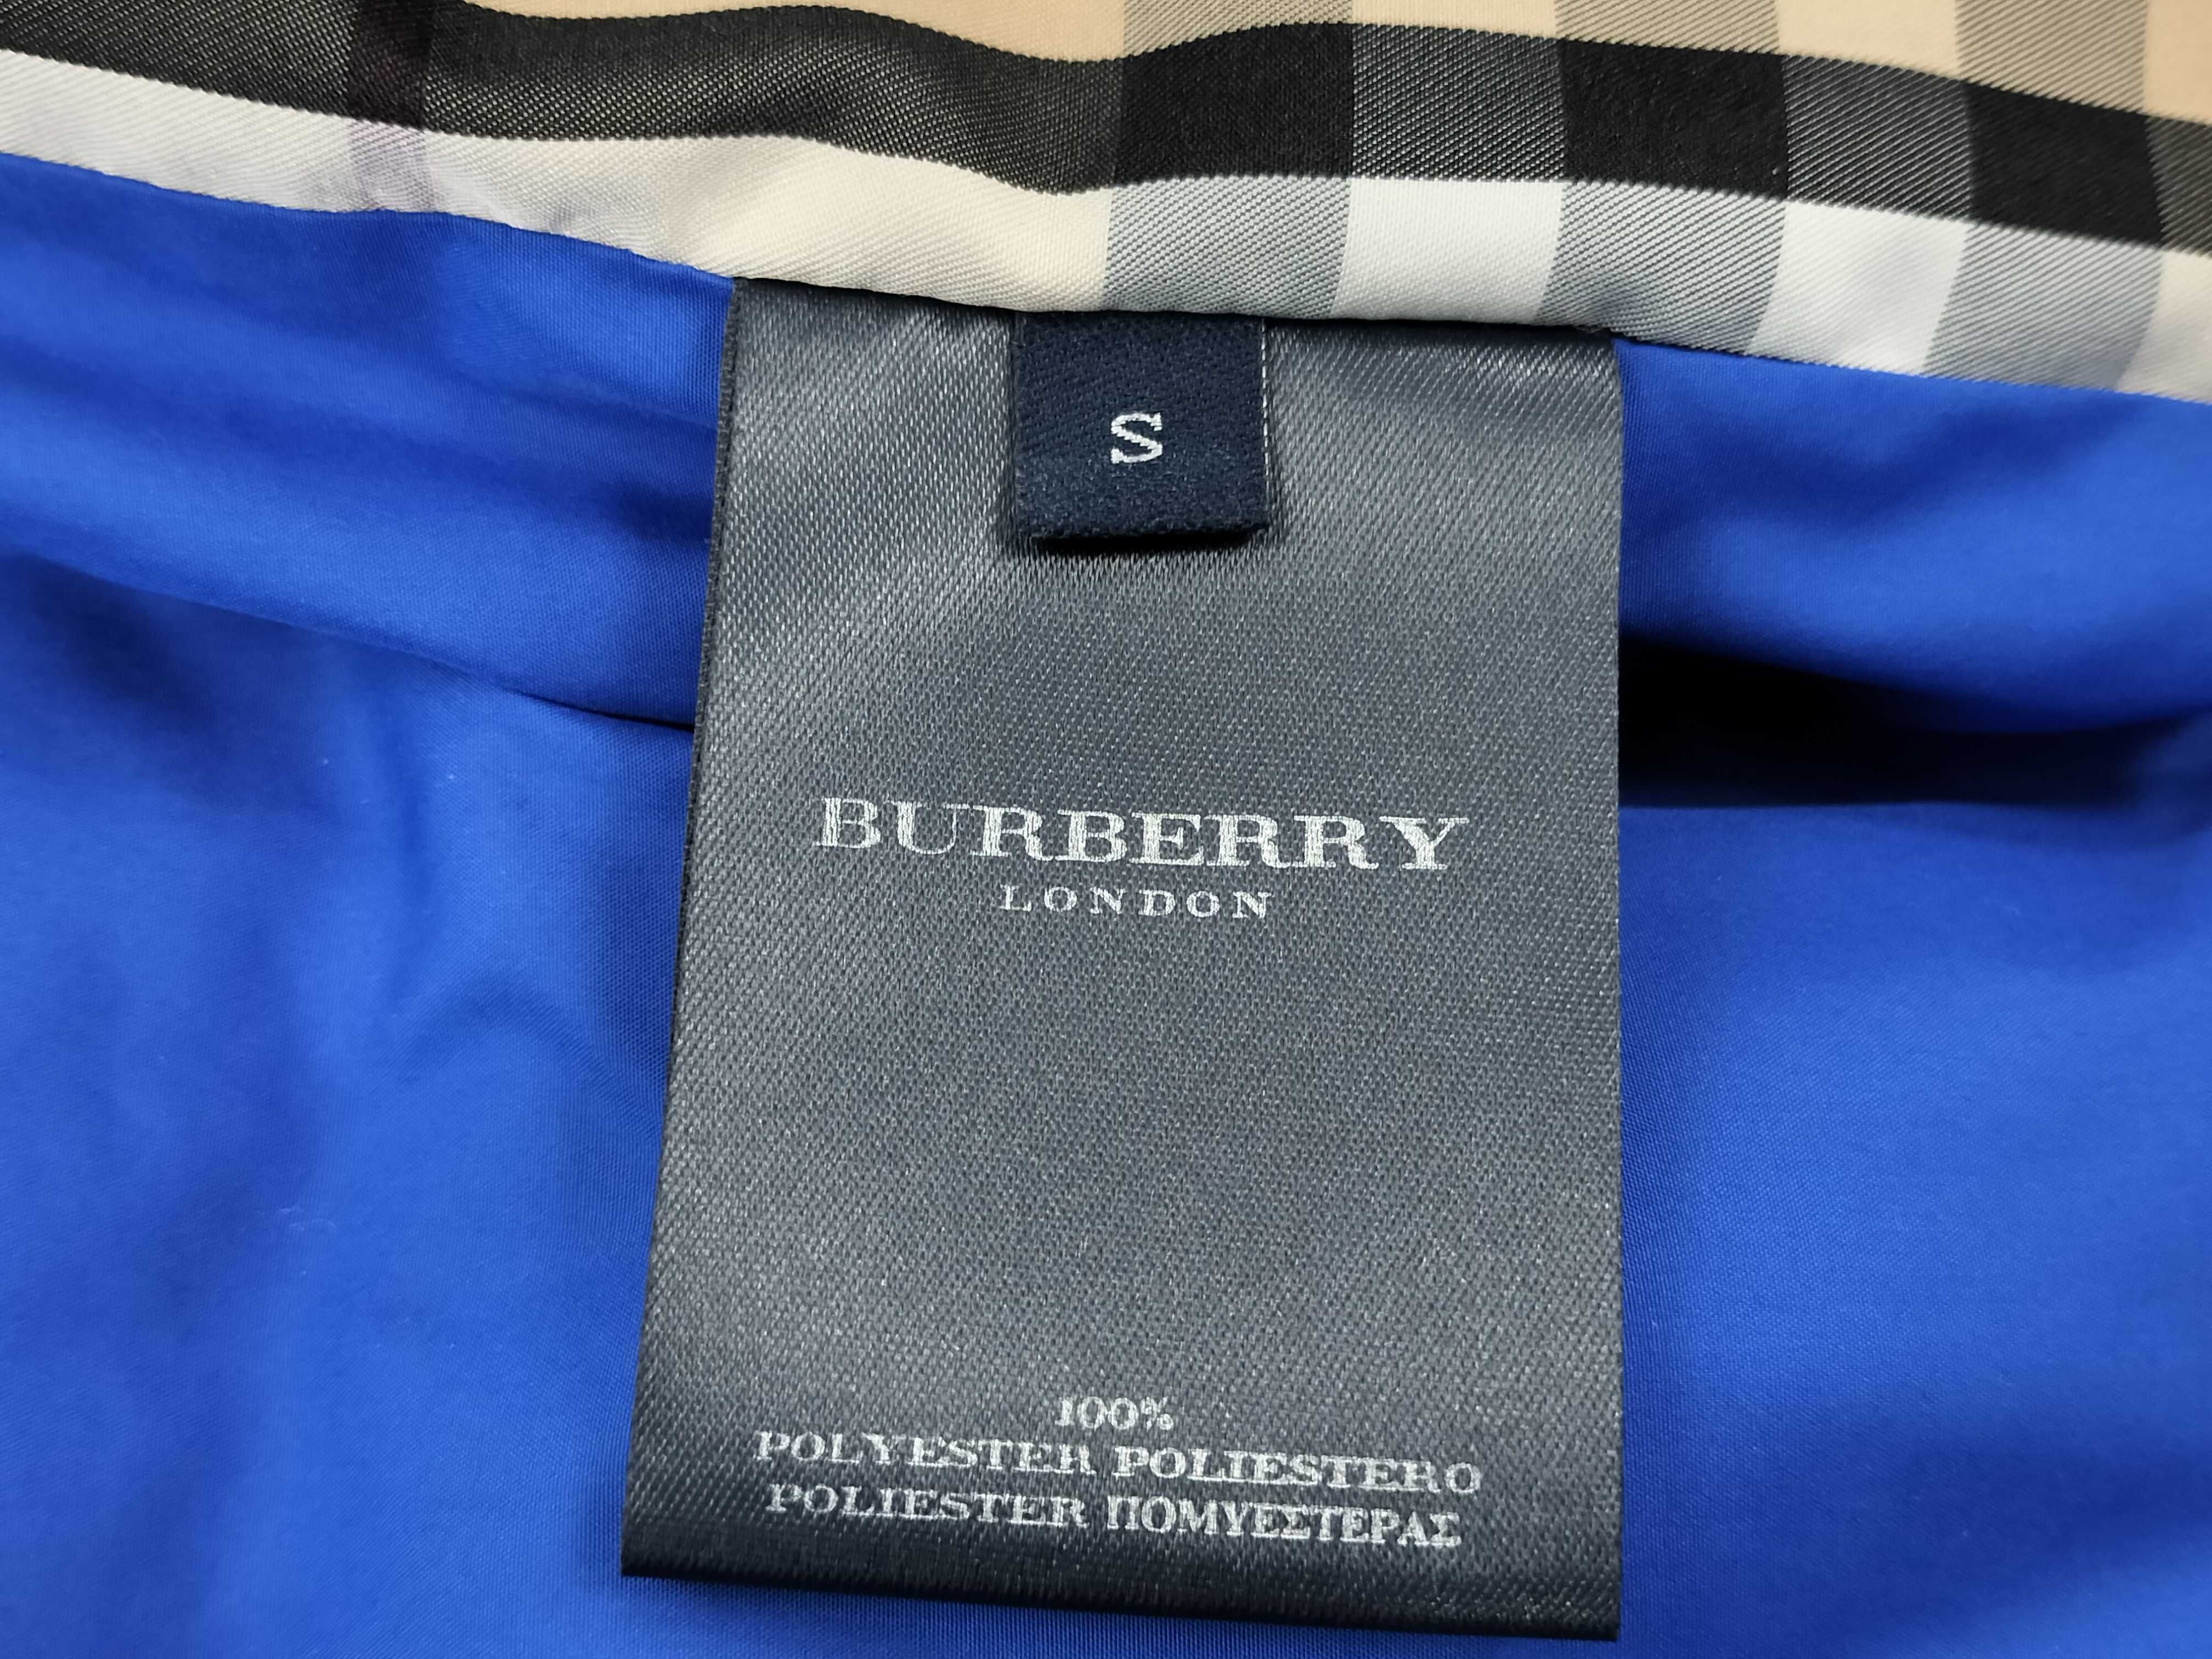 S
BURBERRY
LONDON
100%
POLYESTER POLIESTERO
POLIESTER ΠΟΜΥΕΣΤΕΡΑΣ